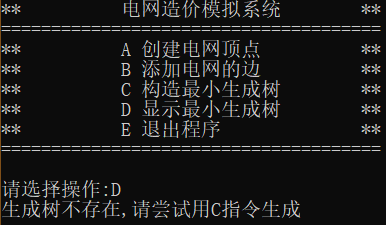 ** 电网造价模拟系统 **
=====================================
** A 创建电网顶点 **
** B 添加电网的边 **
** C 构造最小生成树 **
** D 显示最小生成树 **
** E 退出程序 **
=====================================
请选择操作:D
生成树不存在,请尝试用C指令生成